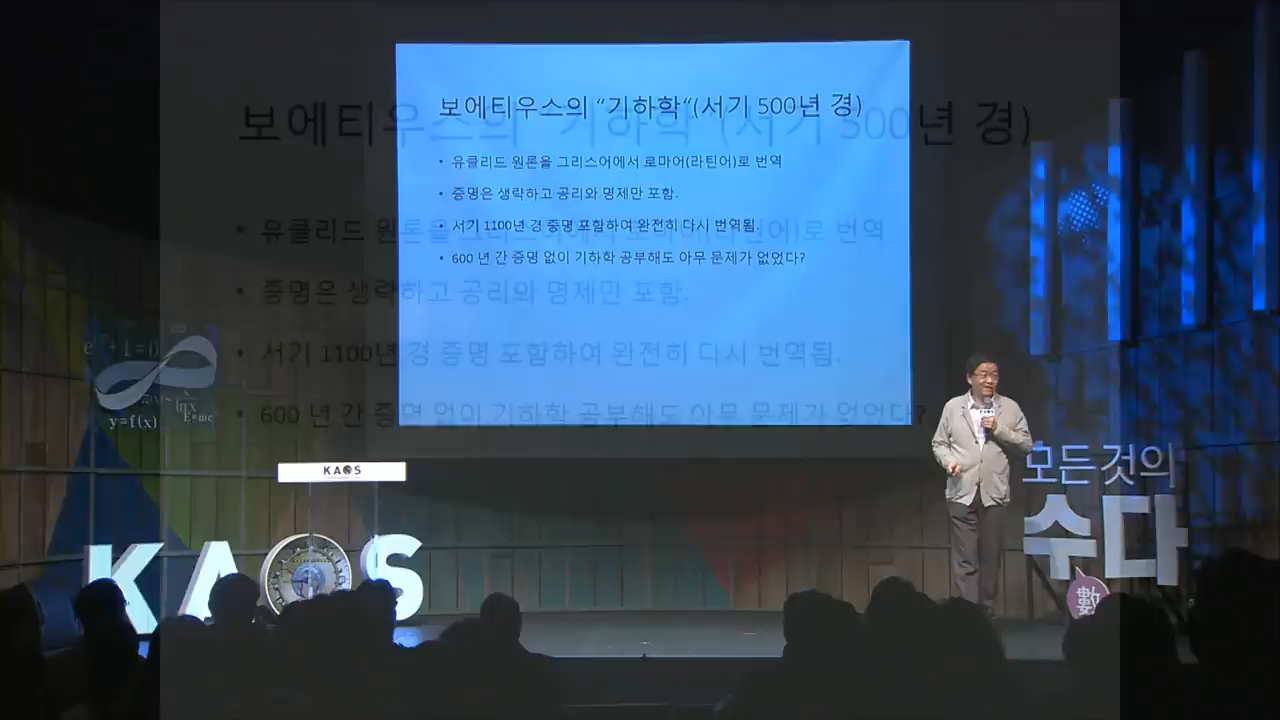 보에티우스의 "기하학"(서기 500년 경)
• 유클리드 원론을 그리스어에서 로마어(라틴어)로 번역
• 증명은 생략하고 공리와 명제만 포함.
• 서기 1100년 경 증명 포함하여 완전히 다시 번역됨.
• 600 년 간 증명 없이 기하학 공부해도 아무 문제가 없었다?
y=f(x)
E=mc
KAOS
KAOS
모든것의
수다
數